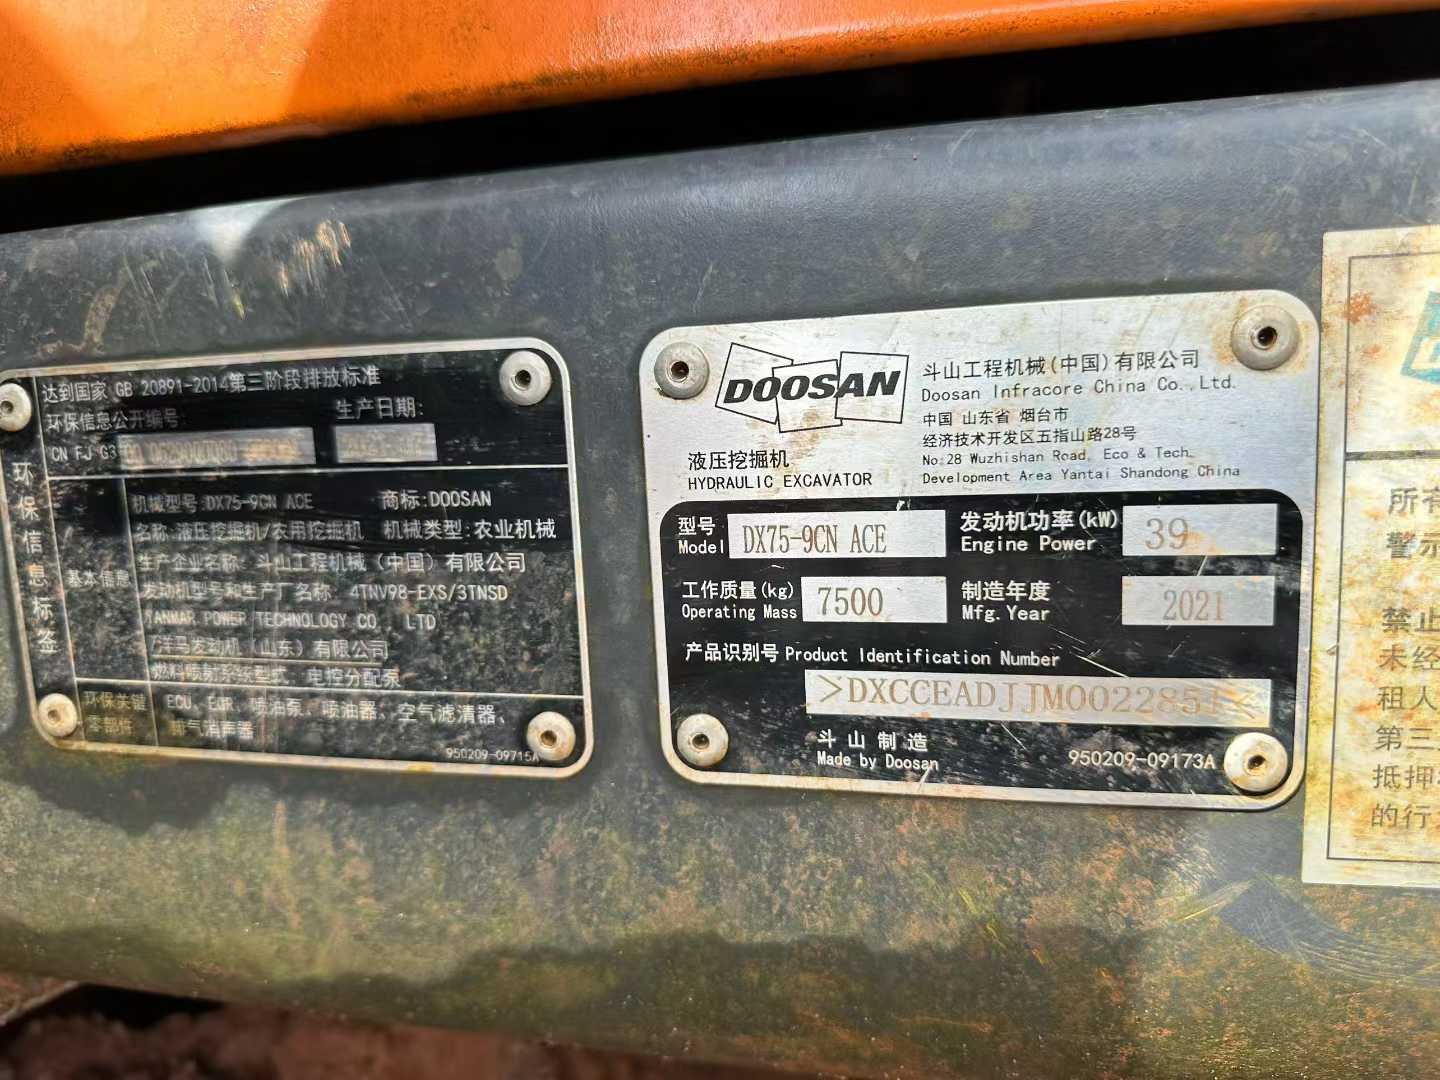 环保信息标签
达到国家 GB 20891-2014第三阶段排放标准
环保信息公开编号:
生产日期:
CN FJ G3
基本信息
机械型号:DX75-9CN ACE 商标:DOOSAN
名称:液压挖掘机/农用挖掘机 机械类型:农业机械
生产企业名称: 斗山工程机械(中国)有限公司
发动机型号和生产厂名称: 4TNV98-EXS/3TNSD
YANMAR POWER TECHNOLOGY CO., LTD
/洋马发动机(山东)有限公司
燃料喷射系统型式: 电控分配泵
环保关键零部件
ECU、EGR、喷油泵、喷油器、空气滤清器、
排气消声器
950209-09715A
DOOSAN
斗山工程机械(中国)有限公司
Doosan Infracore China Co.,Ltd.
中国 山东省 烟台市
经济技术开发区五指山路28号
No.28 Wuzhishan Road, Eco & Tech.
Development Area Yantai Shandong China
液压挖掘机
HYDRAULIC EXCAVATOR
型号 Model DX75-9CN ACE
发动机功率(kW) Engine Power 39
工作质量(kg) Operating Mass 7500
制造年度 Mfg.Year 2021
产品识别号 Product Identification Number
>DXCCEADJJM0022851<
斗山制造
Made by Doosan
950209-09173A
所有
警示
禁止
未经
租人
第三
抵押
的行